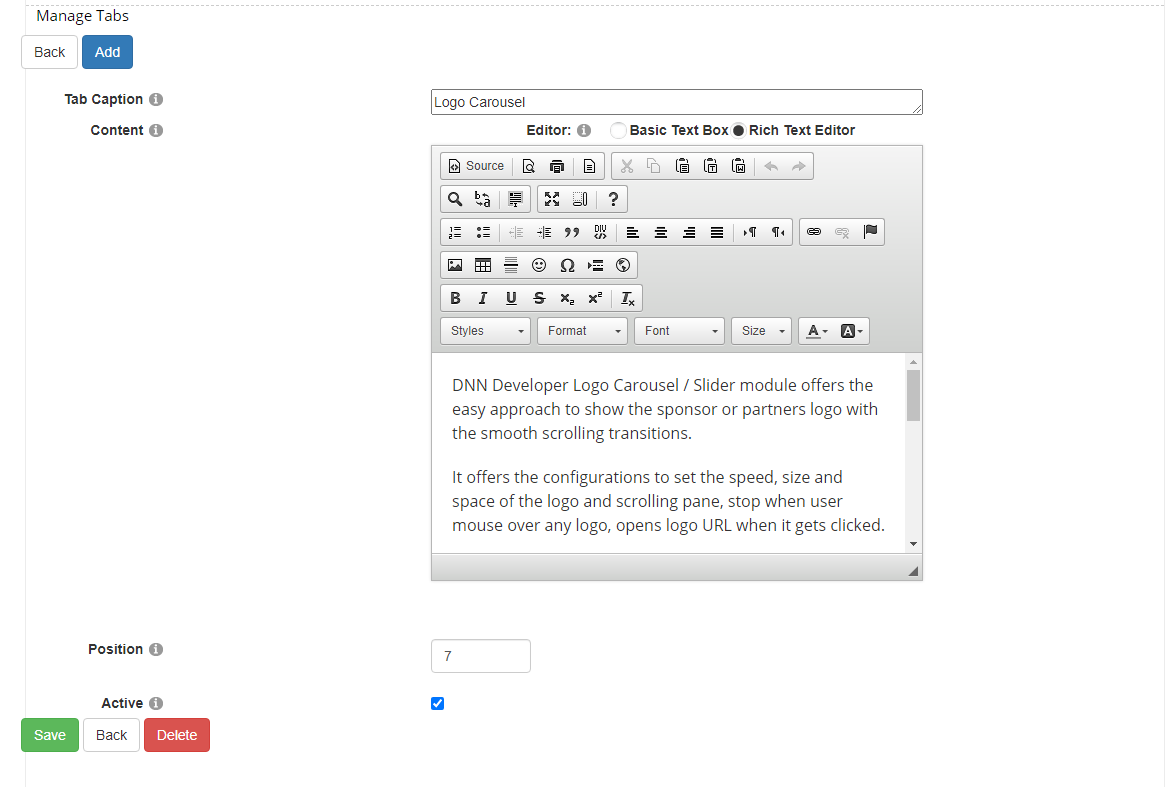 Manage Tabs
Back Add
Tab Caption
Logo Carousel
Content
Editor: Basic Text Box Rich Text Editor
Source
Styles Format Font Size
DNN Developer Logo Carousel / Slider module offers the
easy approach to show the sponsor or partners logo with
the smooth scrolling transitions.
It offers the configurations to set the speed, size and
space of the logo and scrolling pane, stop when user
mouse over any logo, opens logo URL when it gets clicked.
Position
7
Active
Save Back Delete